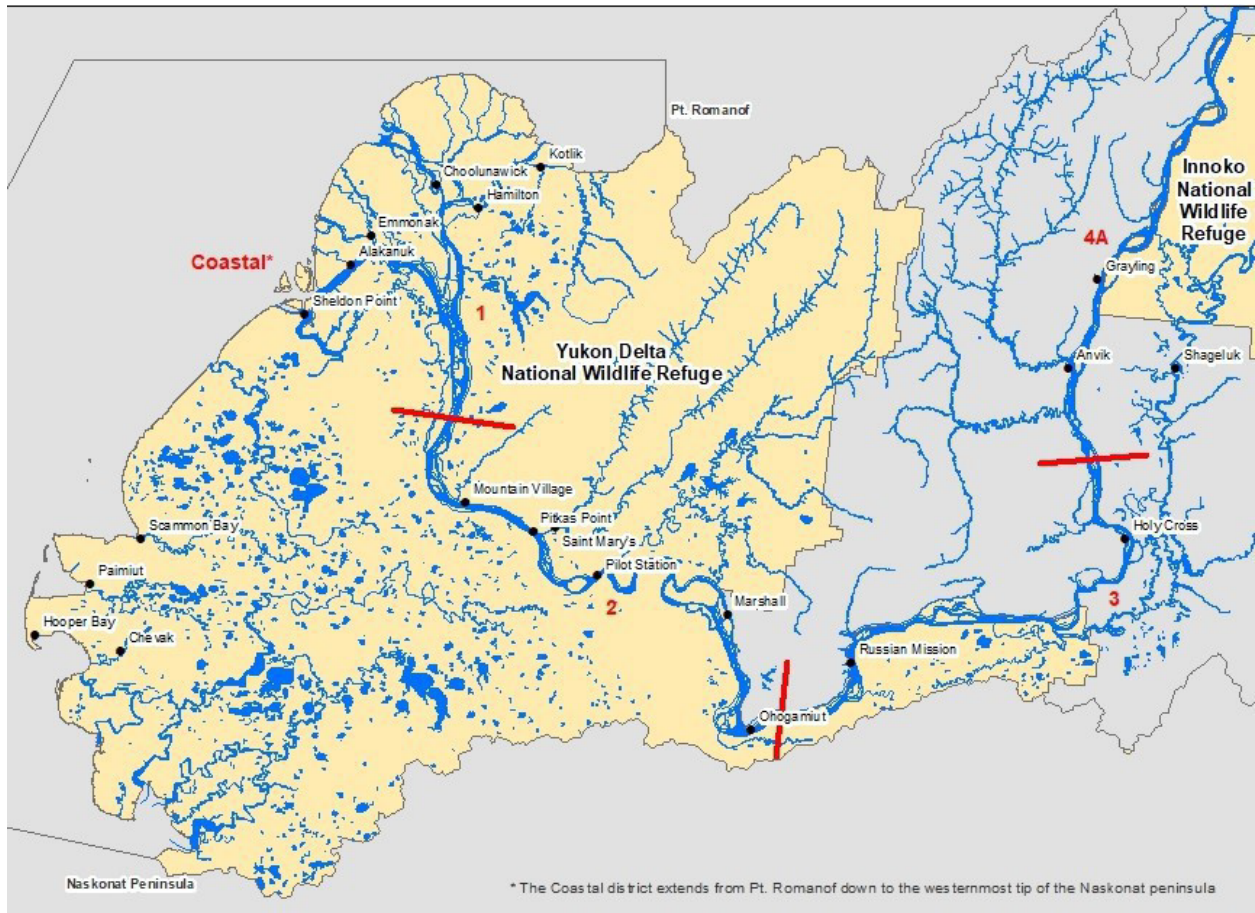 Pt. Romanof
Kotlik
Choolunawick
Hamilton
Innoko
National
Wildlife
Refuge
Emmonak
4A
Alakanuk
Coastal*
Grayling
Sheldon Point
1
Yukon Delta
National Wildlife Refuge
Anvik
Shageluk
Mountain Village
Pitkas Point
Scammon Bay
Saint Mary's
Holy Cross
Pilot Station
Paimiut
2
3
Marshall
Hooper Bay
Chevak
Russian Mission
Ohogamiut
Naskonat Peninsula
* The Coastal district extends from Pt. Romanof down to the westernmost tip of the Naskonat peninsula